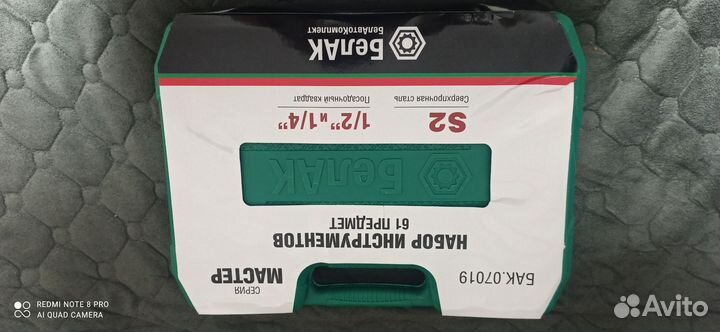 СЕРИЯ
МАСТЕР
БАК.07019
НАБОР ИНСТРУМЕНТОВ
61 ПРЕДМЕТ
БелАК
S2
Сверхпрочная сталь
1/2” и 1/4”
Посадочный квадрат
БелАК
БелАвтоКомплект
REDMI NOTE 8 PRO
AI QUAD CAMERA
Avito